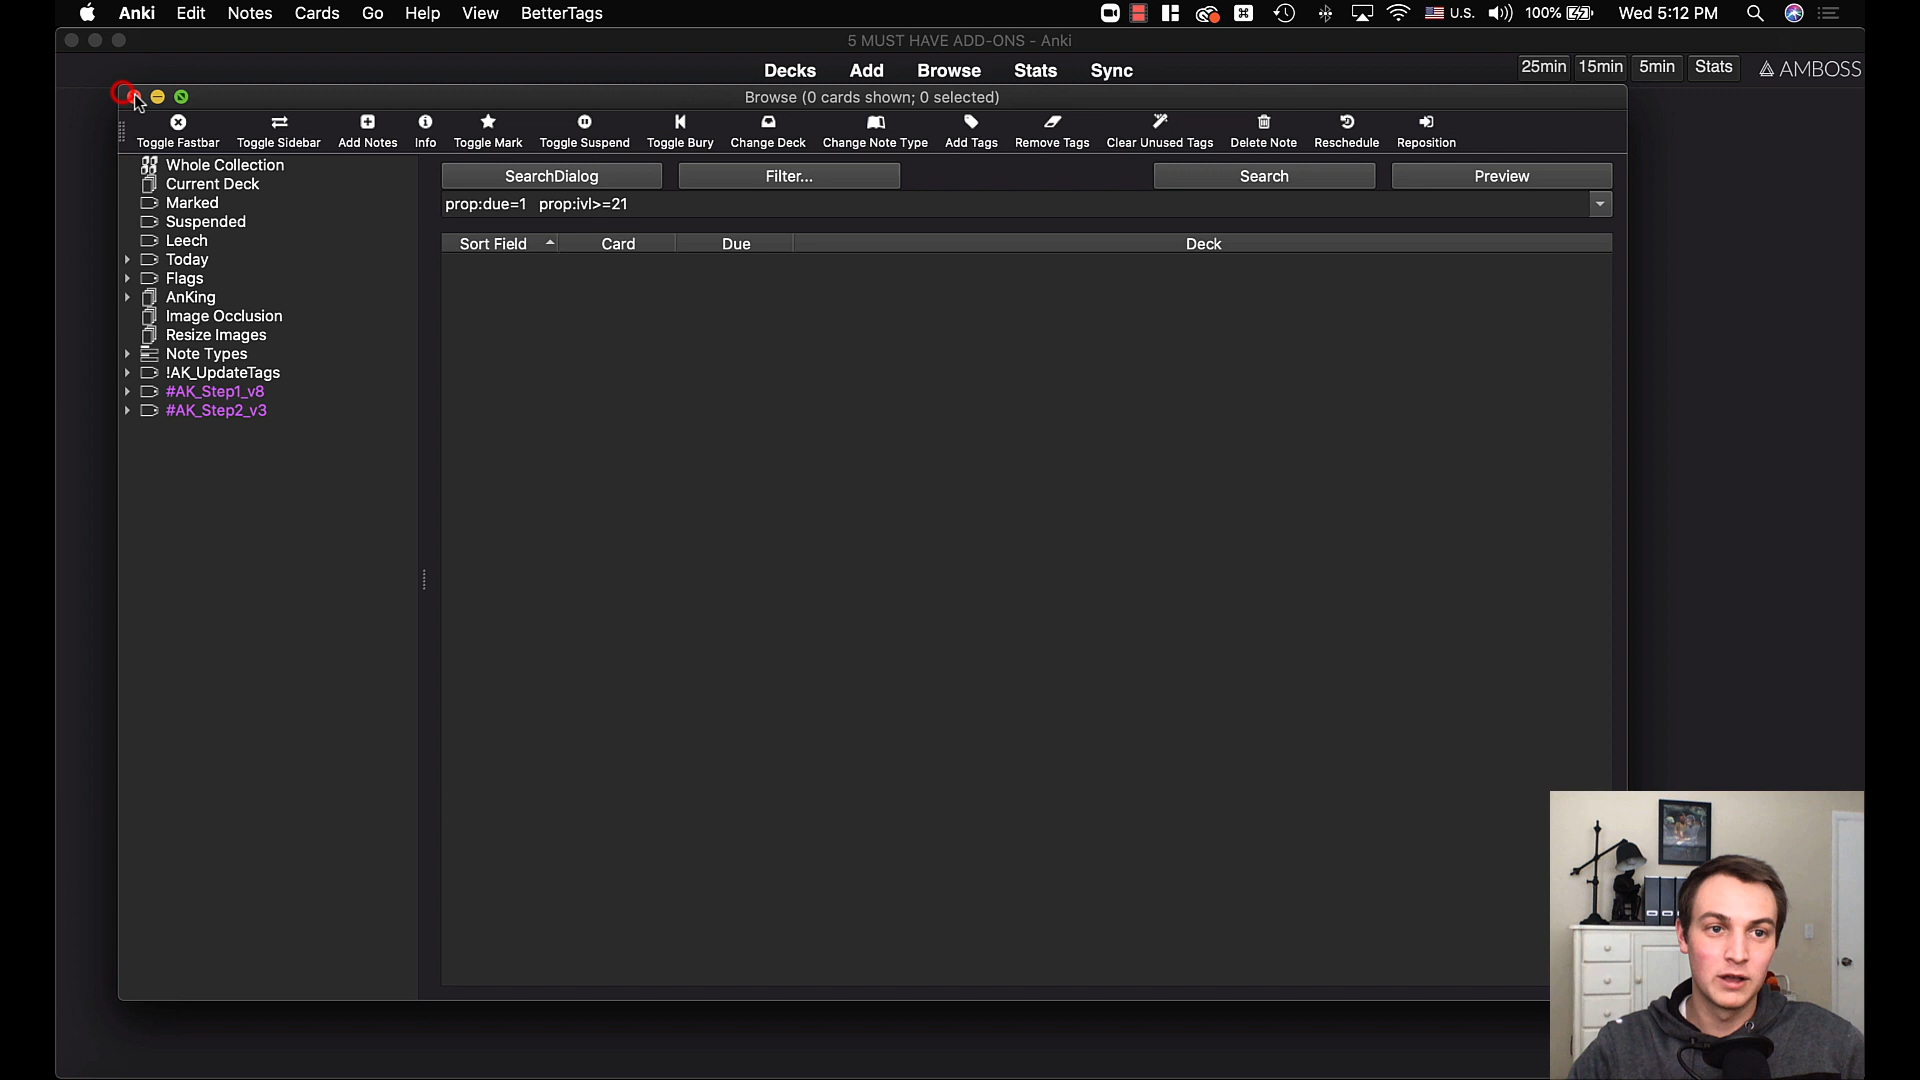 Anki Edit Notes Cards Go Help View BetterTags U.S. 100% Wed 5:12 PM
5 MUST HAVE ADD-ONS - Anki
Decks Add Browse Stats Sync 25min 15min 5min Stats AMBOSS
Browse (0 cards shown; 0 selected)
Toggle Fastbar Toggle Sidebar Add Notes Info Toggle Mark Toggle Suspend Toggle Bury Change Deck Change Note Type Add Tags Remove Tags Clear Unused Tags Delete Note Reschedule Reposition
Whole Collection
Current Deck
Marked
Suspended
Leech
Today
Flags
AnKing
Image Occlusion
Resize Images
Note Types
!AK_UpdateTags
#AK_Step1_v8
#AK_Step2_v3
SearchDialog Filter... Search Preview
prop:due=1 prop:ivl>=21
Sort Field Card Due Deck